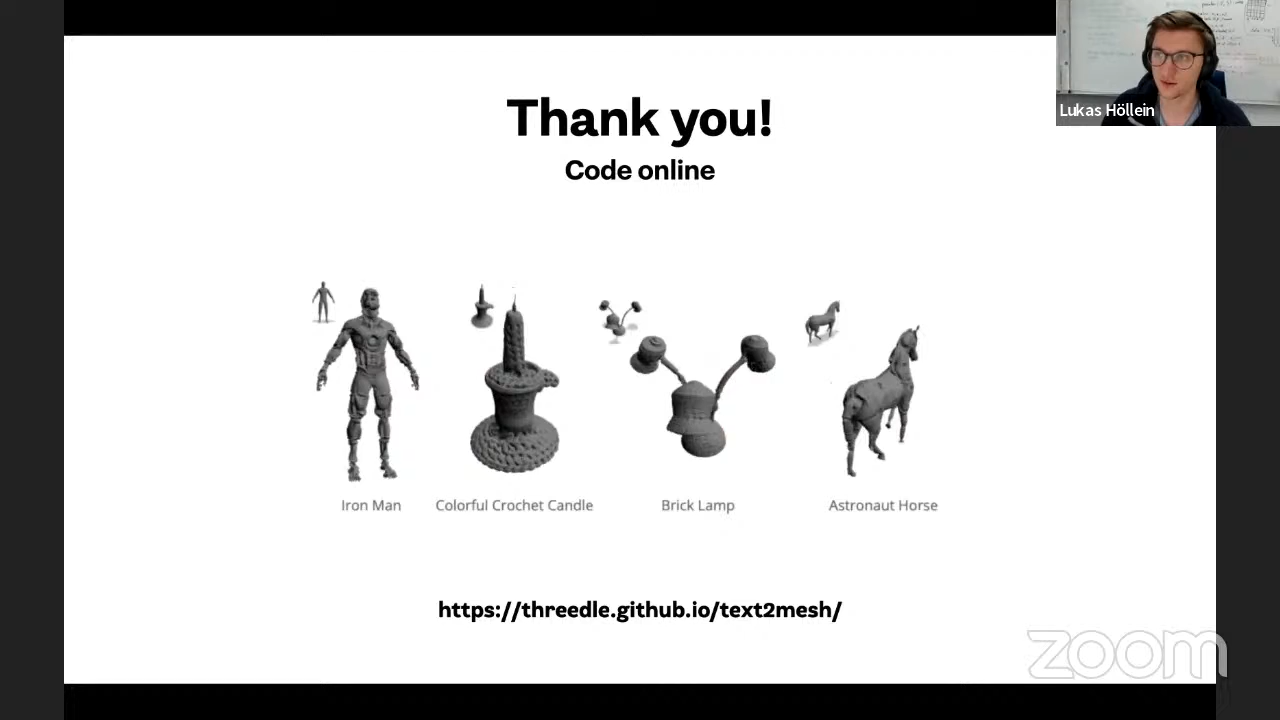 Thank you!
Code online
Lukas Höllein
Iron Man
Colorful Crochet Candle
Brick Lamp
Astronaut Horse
https://threedle.github.io/text2mesh/
zoom